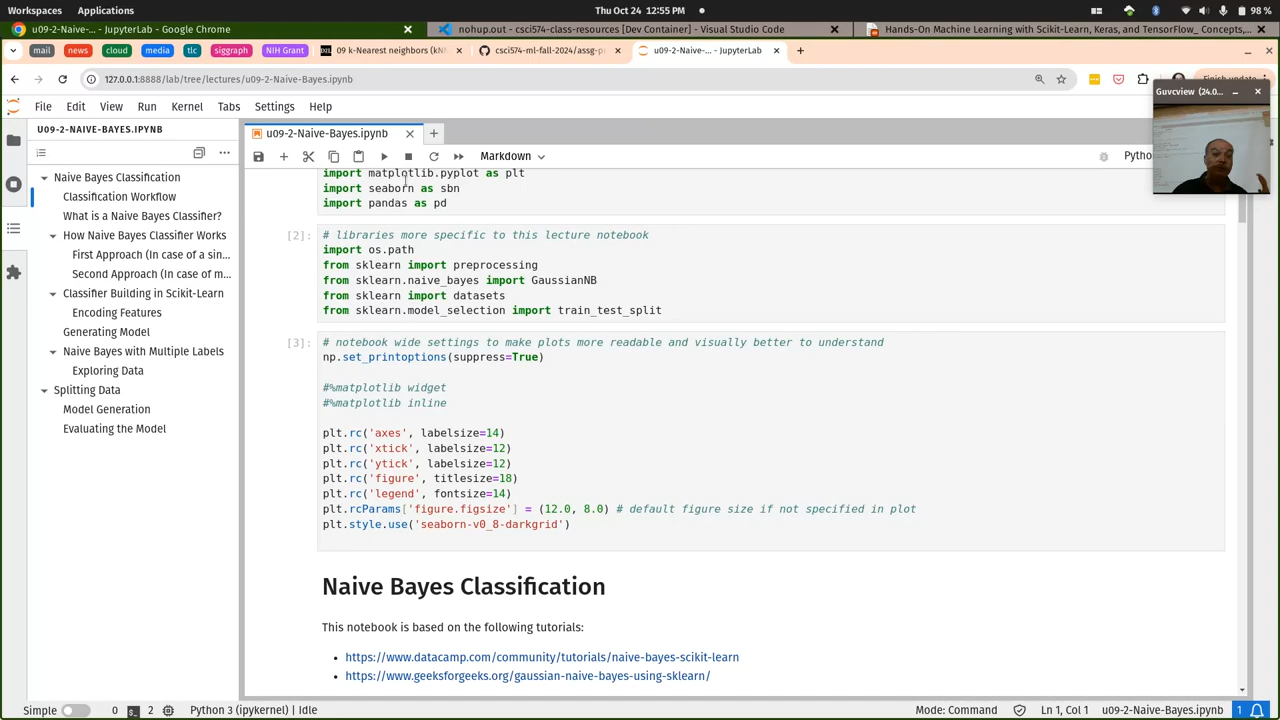 Workspaces Applications Thu Oct 24 12:55 PM 98 %
u09-2-Naive-... - JupyterLab - Google Chrome nohup.out - csci574-class-resources [Dev Container] - Visual Studio Code Hands-On Machine Learning with Scikit-Learn, Keras, and TensorFlow_ Concepts,...
mail news cloud media tlc siggraph NIH Grant 09 k-Nearest neighbors (kNN csci574-ml-fall-2024/assg-p u09-2-Naive-... - JupyterLab
127.0.0.1:8888/lab/tree/lectures/u09-2-Naive-Bayes.ipynb Finish update
Guvcview (24.0...
File Edit View Run Kernel Tabs Settings Help
U09-2-NAIVE-BAYES.IPYNB
u09-2-Naive-Bayes.ipynb
Markdown
Pytho
Naive Bayes Classification
Classification Workflow
What is a Naive Bayes Classifier?
How Naive Bayes Classifier Works
First Approach (In case of a sin...
Second Approach (In case of m...
Classifier Building in Scikit-Learn
Encoding Features
Generating Model
Naive Bayes with Multiple Labels
Exploring Data
Splitting Data
Model Generation
Evaluating the Model
import matplotlib.pyplot as plt
import seaborn as sbn
import pandas as pd
[2]: # libraries more specific to this lecture notebook
import os.path
from sklearn import preprocessing
from sklearn.naive_bayes import GaussianNB
from sklearn import datasets
from sklearn.model_selection import train_test_split
[3]: # notebook wide settings to make plots more readable and visually better to understand
np.set_printoptions(suppress=True)
#%matplotlib widget
#%matplotlib inline
plt.rc('axes', labelsize=14)
plt.rc('xtick', labelsize=12)
plt.rc('ytick', labelsize=12)
plt.rc('figure', titlesize=18)
plt.rc('legend', fontsize=14)
plt.rcParams['figure.figsize'] = (12.0, 8.0) # default figure size if not specified in plot
plt.style.use('seaborn-v0_8-darkgrid')
Naive Bayes Classification
This notebook is based on the following tutorials:
• https://www.datacamp.com/community/tutorials/naive-bayes-scikit-learn
• https://www.geeksforgeeks.org/gaussian-naive-bayes-using-sklearn/
Simple 0 2 Python 3 (ipykernel) | Idle Mode: Command Ln 1, Col 1 u09-2-Naive-Bayes.ipynb 1